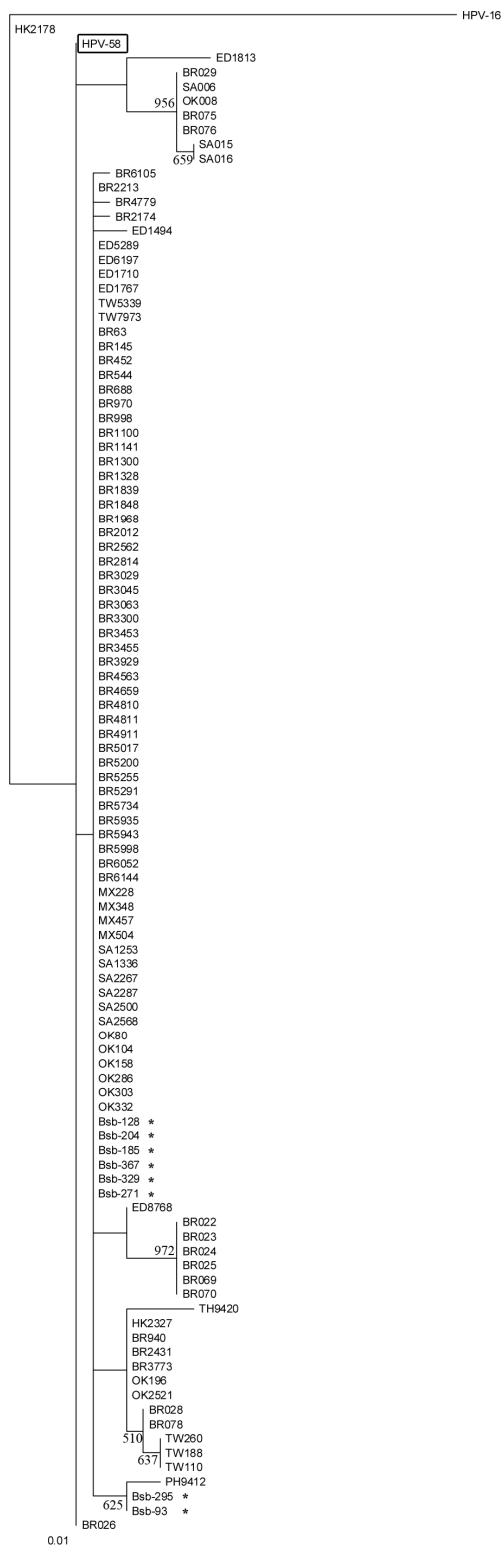 HPV-16
HK2178
HPV-58
ED1813
BR029
SA006
956 OK008
BR075
BR076
SA015
659 SA016
BR6105
BR2213
BR4779
BR2174
ED1494
ED5289
ED6197
ED1710
ED1767
TW5339
TW7973
BR63
BR145
BR452
BR544
BR688
BR970
BR998
BR1100
BR1141
BR1300
BR1328
BR1839
BR1848
BR1968
BR2012
BR2562
BR2814
BR3029
BR3045
BR3063
BR3300
BR3453
BR3455
BR3929
BR4563
BR4659
BR4810
BR4811
BR4911
BR5017
BR5200
BR5255
BR5291
BR5734
BR5935
BR5943
BR5998
BR6052
BR6144
MX228
MX348
MX457
MX504
SA1253
SA1336
SA2267
SA2287
SA2500
SA2568
OK80
OK104
OK158
OK286
OK303
OK332
Bsb-128 *
Bsb-204 *
Bsb-185 *
Bsb-367 *
Bsb-329 *
Bsb-271 *
ED8768
BR022
BR023
972 BR024
BR025
BR069
BR070
TH9420
HK2327
BR940
BR2431
BR3773
OK196
OK2521
BR028
BR078
510 TW260
637 TW188
TW110
PH9412
Bsb-295 *
625 Bsb-93 *
BR026
0.01